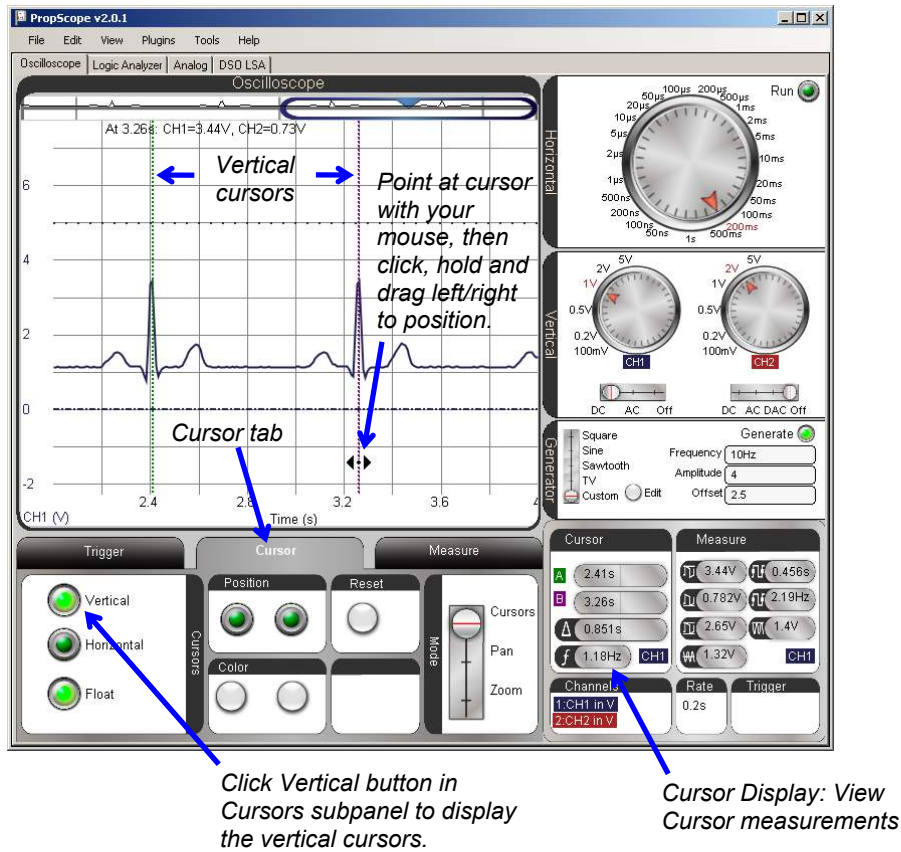 PropScope v2.0.1
File Edit View Plugins Tools Help
Oscilloscope Logic Analyzer Analog DSO LSA
Oscilloscope
At 3.26s: CH1=3.44V, CH2=0.73V
Vertical
cursors
Point at cursor
with your
mouse, then
click, hold and
drag left/right
to position.
6
4
2
0
-2
Cursor tab
2.4 2.8 3.2 3.6 4
CH1 (V)
Time (s)
Horizontal
Run
50ns
100ns
200ns
500ns
1µs
2µs
5µs
10µs
20µs
50µs
100µs
200µs
500µs
1ms
2ms
5ms
10ms
20ms
50ms
100ms
200ms
500ms
1s
Vertical
5V
2V
1V
0.5V
0.2V
100mV
CH1
DC AC Off
5V
2V
1V
0.5V
0.2V
100mV
CH2
DC AC DAC Off
Generator
Square
Sine
Sawtooth
TV
Custom Edit
Generate
Frequency 10Hz
Amplitude 4
Offset 2.5
Trigger Cursor Measure
Vertical
Horizontal
Float
Cursors
Position
Reset
Color
Mode
Cursors
Pan
Zoom
Cursor
A 2.41s
B 3.26s
Δ 0.851s
f 1.18Hz CH1
Measure
3.44V 0.456s
0.782V 2.19Hz
2.65V 1.4V
1.32V CH1
Channels
1:CH1 in V
2:CH2 in V
Rate
0.2s
Trigger
Click Vertical button in
Cursors subpanel to display
the vertical cursors.
Cursor Display: View
Cursor measurements